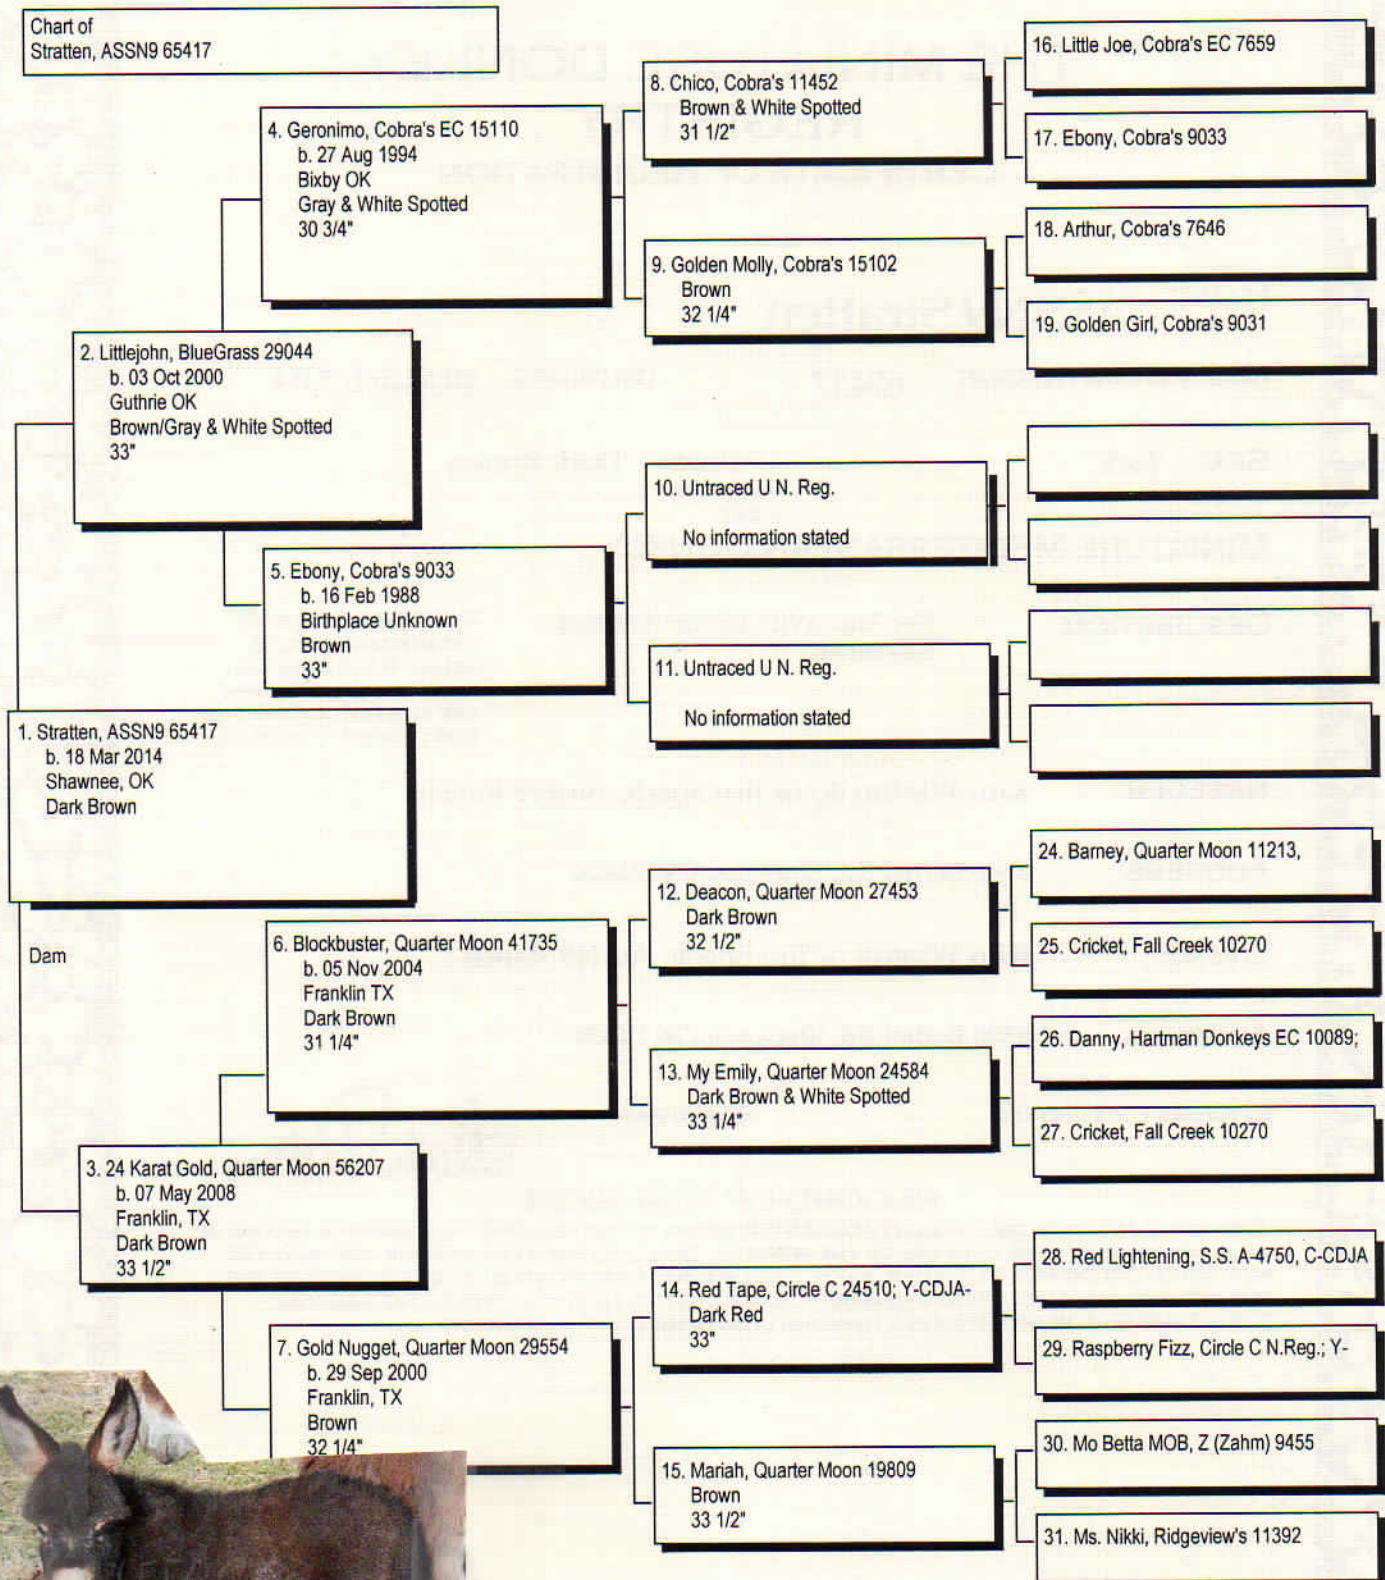 Chart of
Stratten, ASSN9 65417
1. Stratten, ASSN9 65417
b. 18 Mar 2014
Shawnee, OK
Dark Brown
Dam
2. Littlejohn, BlueGrass 29044
b. 03 Oct 2000
Guthrie OK
Brown/Gray & White Spotted
33"
3. 24 Karat Gold, Quarter Moon 56207
b. 07 May 2008
Franklin, TX
Dark Brown
33 1/2"
4. Geronimo, Cobra's EC 15110
b. 27 Aug 1994
Bixby OK
Gray & White Spotted
30 3/4"
5. Ebony, Cobra's 9033
b. 16 Feb 1988
Birthplace Unknown
Brown
33"
6. Blockbuster, Quarter Moon 41735
b. 05 Nov 2004
Franklin TX
Dark Brown
31 1/4"
7. Gold Nugget, Quarter Moon 29554
b. 29 Sep 2000
Franklin, TX
Brown
32 1/4"
8. Chico, Cobra's 11452
Brown & White Spotted
31 1/2"
9. Golden Molly, Cobra's 15102
Brown
32 1/4"
10. Untraced U N. Reg.
No information stated
11. Untraced U N. Reg.
No information stated
12. Deacon, Quarter Moon 27453
Dark Brown
32 1/2"
13. My Emily, Quarter Moon 24584
Dark Brown & White Spotted
33 1/4"
14. Red Tape, Circle C 24510; Y-CDJA-
Dark Red
33"
15. Mariah, Quarter Moon 19809
Brown
33 1/2"
16. Little Joe, Cobra's EC 7659
17. Ebony, Cobra's 9033
18. Arthur, Cobra's 7646
19. Golden Girl, Cobra's 9031
24. Barney, Quarter Moon 11213,
25. Cricket, Fall Creek 10270
26. Danny, Hartman Donkeys EC 10089;
27. Cricket, Fall Creek 10270
28. Red Lightening, S.S. A-4750, C-CDJA
29. Raspberry Fizz, Circle C N.Reg.; Y-
30. Mo Betta MOB, Z (Zahm) 9455
31. Ms. Nikki, Ridgeview's 11392